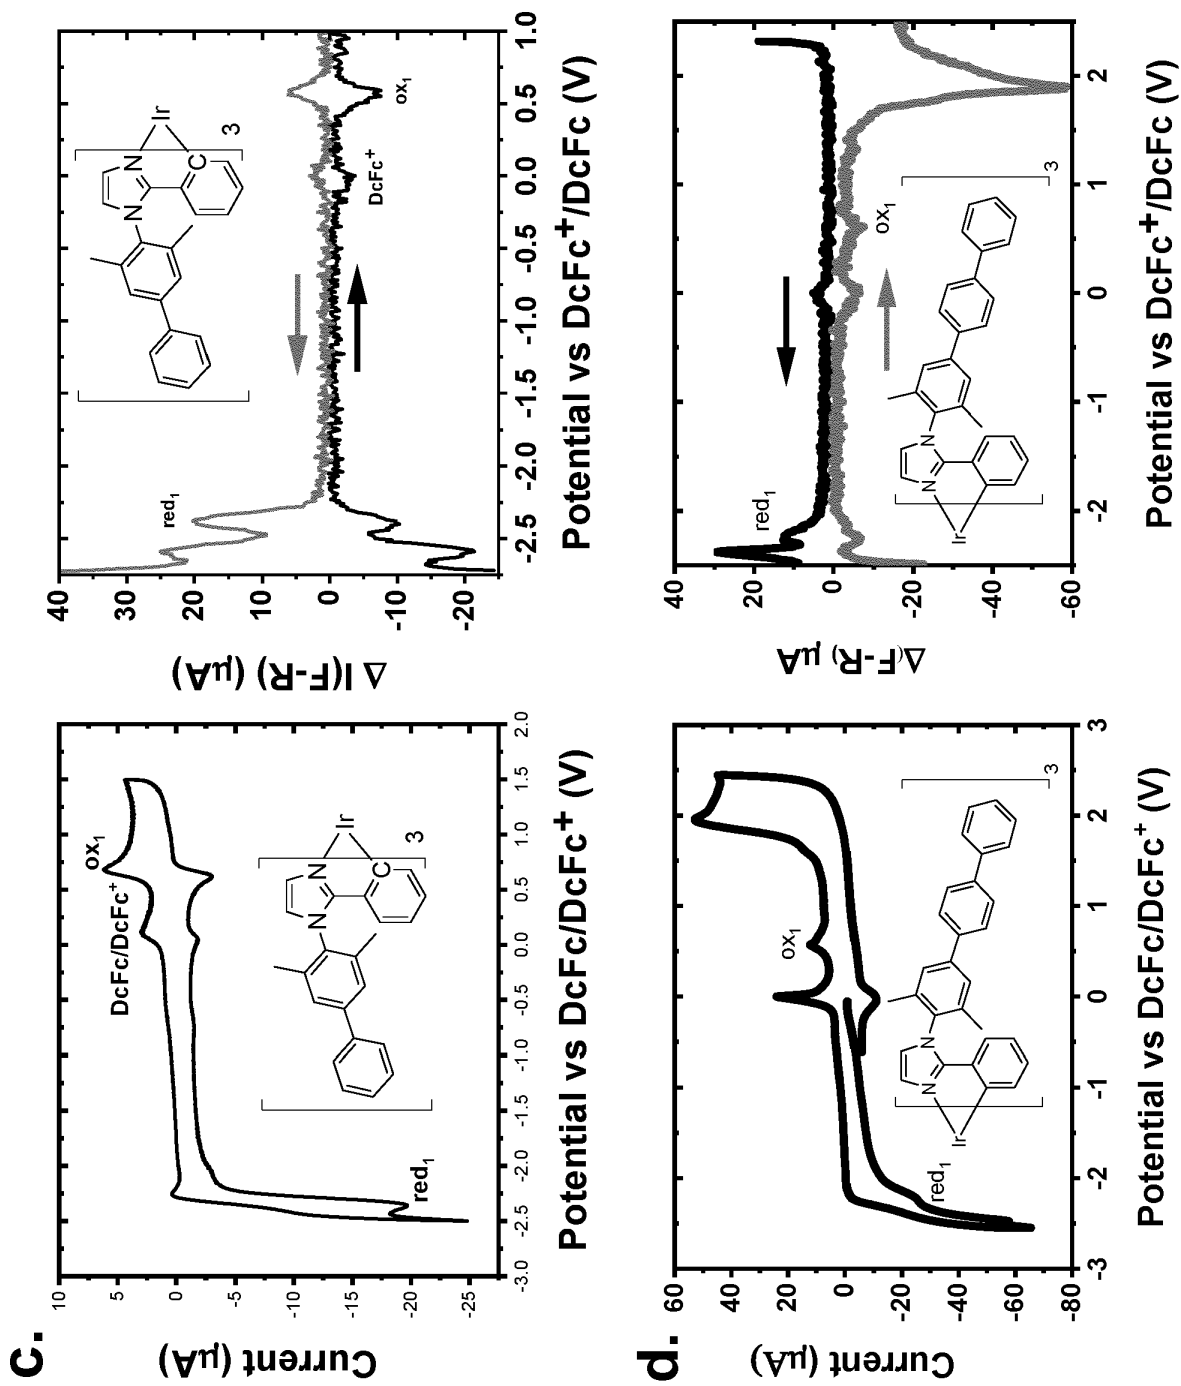 c.
Current (µA)
10
5
0
-5
-10
-15
-20
-25
-3.0
-2.5
-2.0
-1.5
-1.0
-0.5
0.0
0.5
1.0
1.5
2.0
Potential vs DcFc/DcFc+ (V)
DcFc/DcFc+
ox1
red1
N
N
C
Ir
3
Δ I(F-R) (µA)
40
30
20
10
0
-10
-20
-2.5
-2.0
-1.5
-1.0
-0.5
0.0
0.5
1.0
Potential vs DcFc+/DcFc (V)
red1
DcFc+
ox1
N
N
C
Ir
3
d.
Current (µA)
60
40
20
0
-20
-40
-60
-80
-3
-2
-1
0
1
2
3
Potential vs DcFc/DcFc+ (V)
ox1
red1
Ir
N
N
3
Δ(F-R) µA
40
20
0
-20
-40
-60
-2
-1
0
1
2
Potential vs DcFc+/DcFc (V)
red1
ox1
Ir
N
N
3